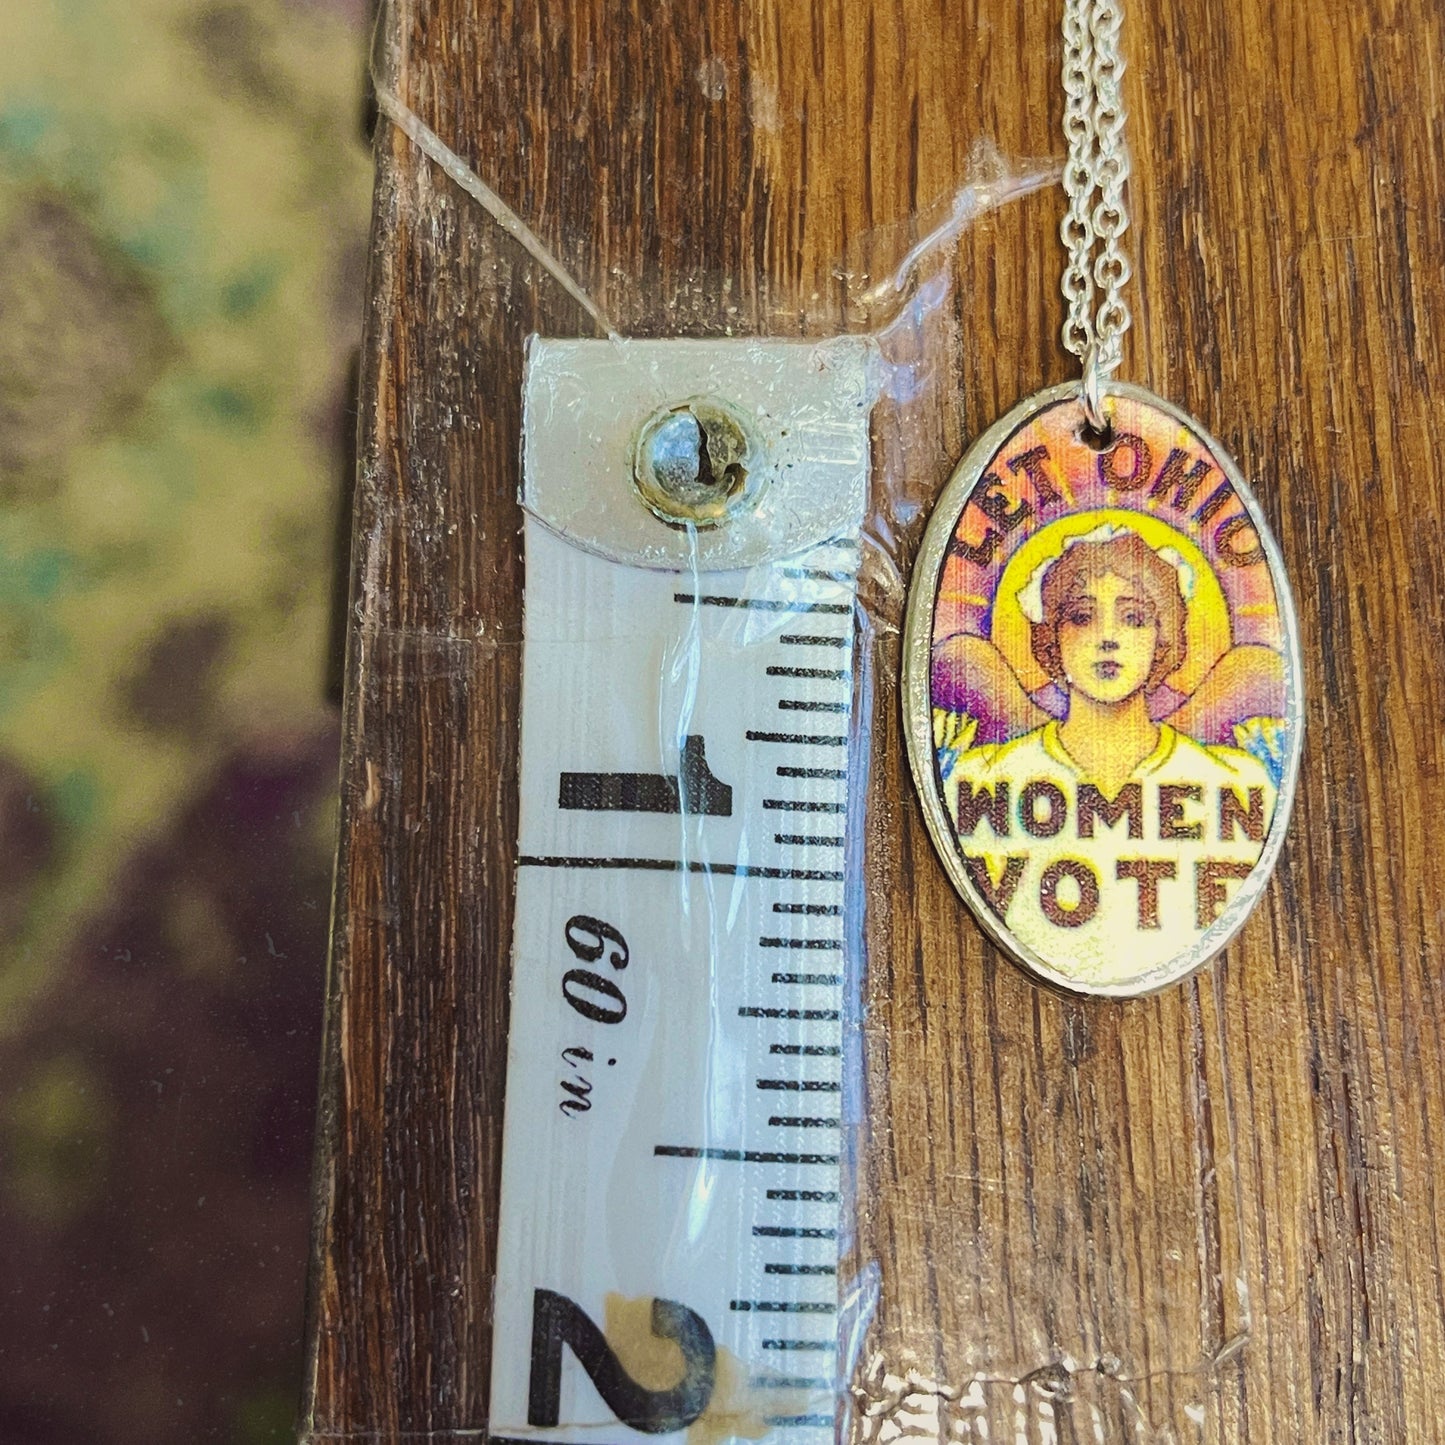 LET OHIO
WOMEN
VOTE
1
60 in
2